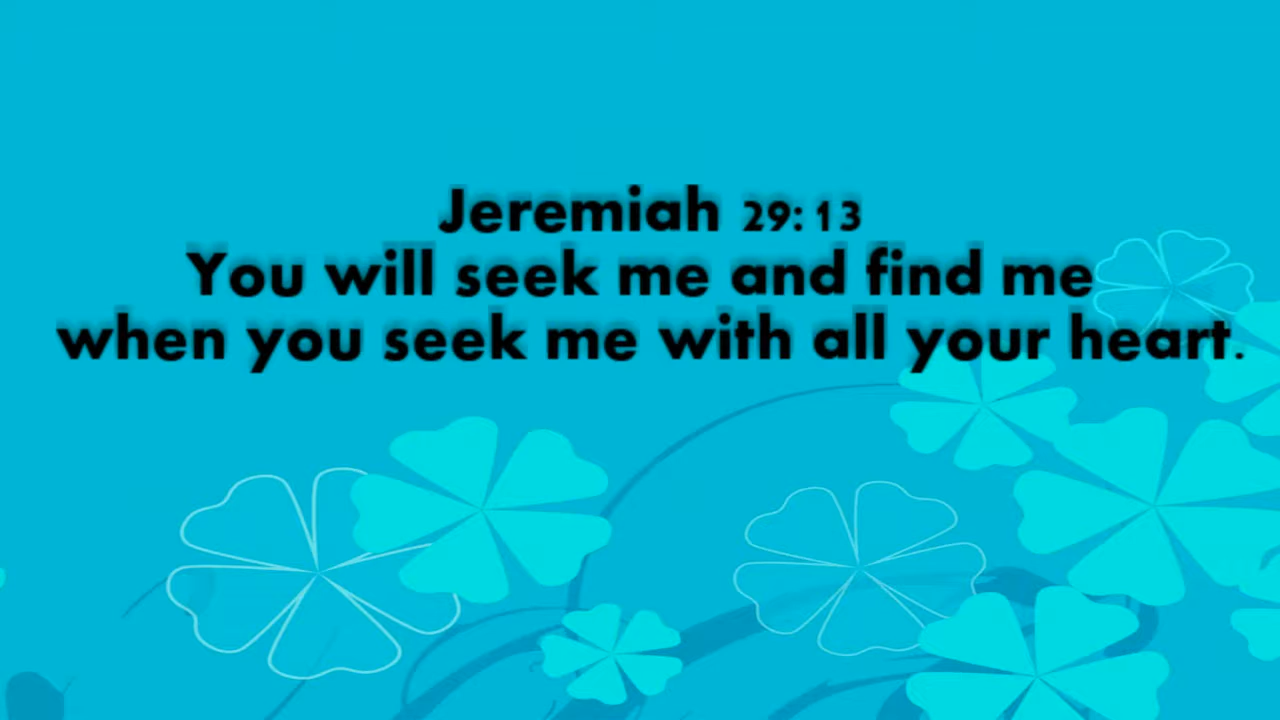 Jeremiah 29:13
You will seek me and find me
when you seek me with all your heart.